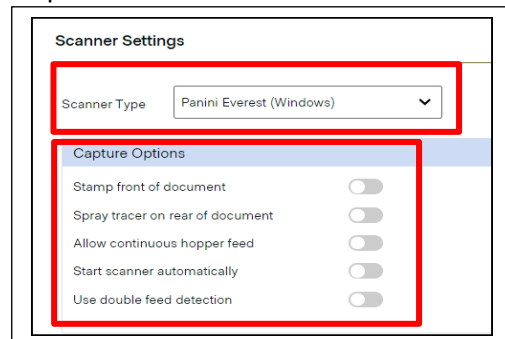 Scanner Settings
Scanner Type Panini Everest (Windows)
Capture Options
Stamp front of document
Spray tracer on rear of document
Allow continuous hopper feed
Start scanner automatically
Use double feed detection